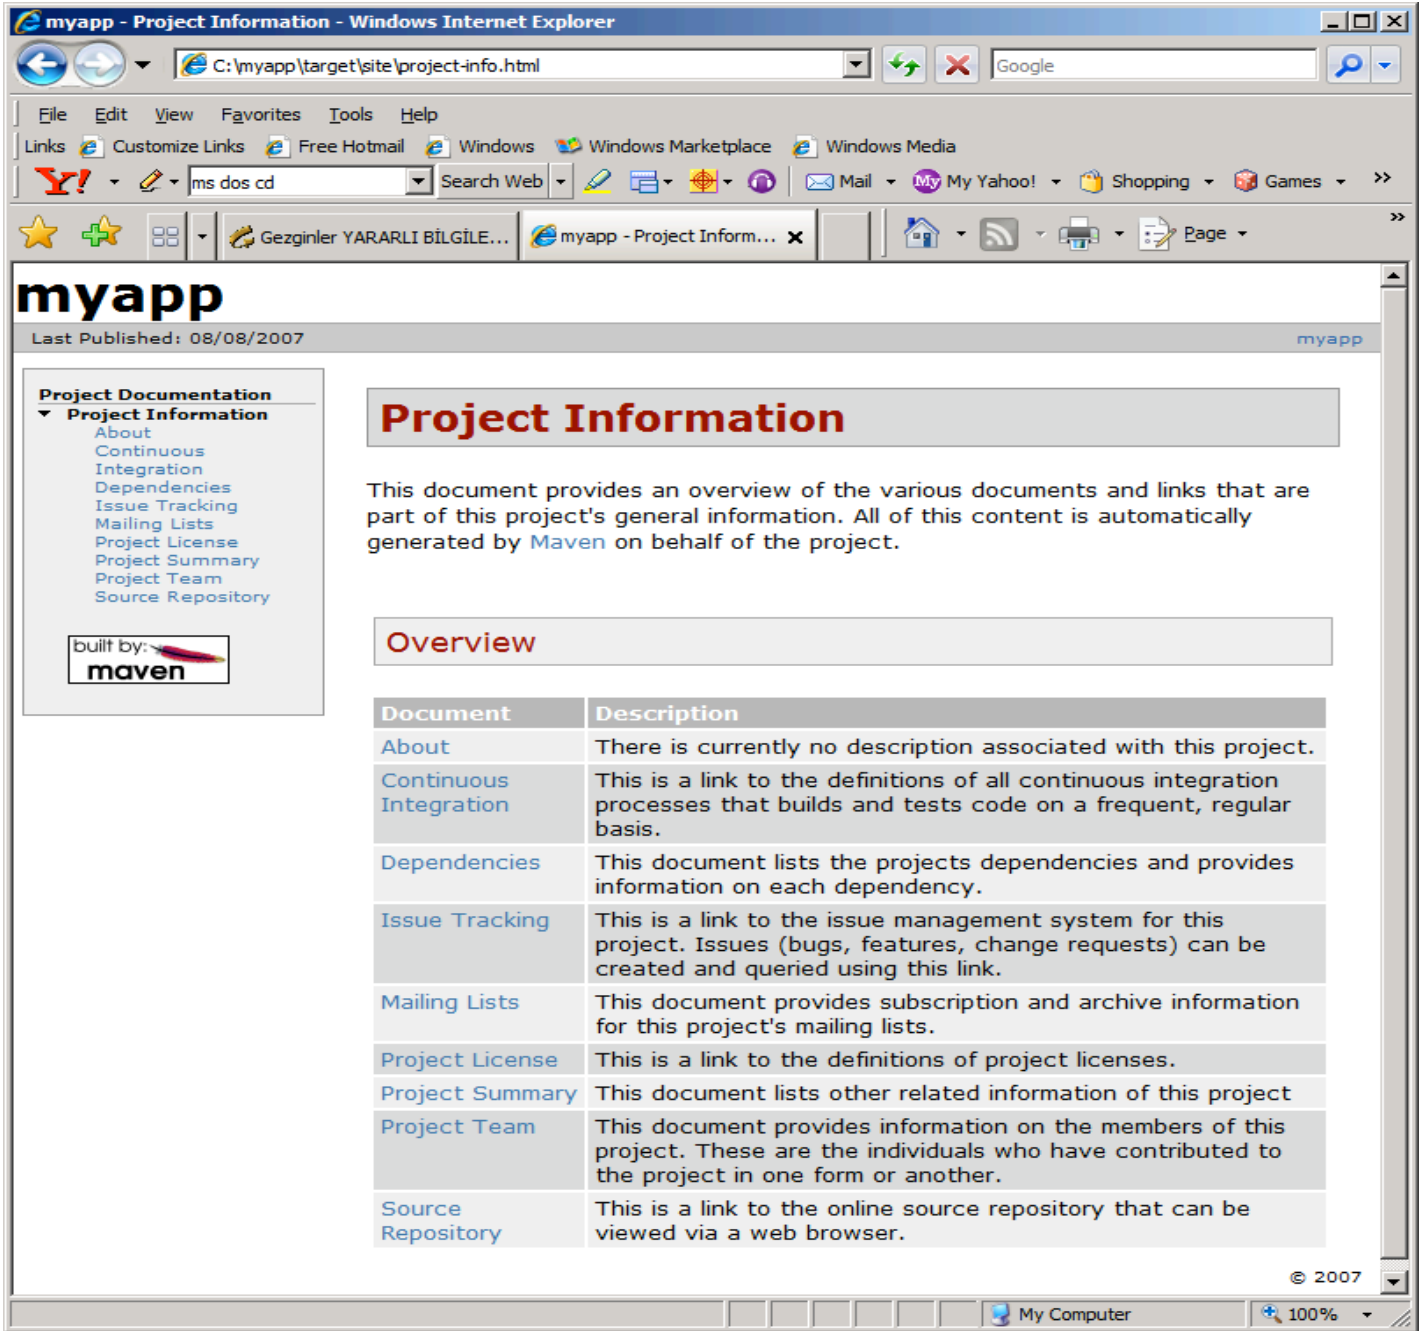 myapp - Project Information - Windows Internet Explorer
C:\myapp\target\site\project-info.html
Google
File Edit View Favorites Tools Help
Links Customize Links Free Hotmail Windows Windows Marketplace Windows Media
Y! ms dos cd Search Web Mail My My Yahoo! Shopping Games
Gezginler YARARLI BİLGİLE... myapp - Project Inform... Page
myapp
Last Published: 08/08/2007
myapp
Project Documentation
Project Information
About
Continuous
Integration
Dependencies
Issue Tracking
Mailing Lists
Project License
Project Summary
Project Team
Source Repository
built by:
maven
Project Information
This document provides an overview of the various documents and links that are
part of this project's general information. All of this content is automatically
generated by Maven on behalf of the project.
Overview
Document Description
About There is currently no description associated with this project.
Continuous This is a link to the definitions of all continuous integration
Integration processes that builds and tests code on a frequent, regular
basis.
Dependencies This document lists the projects dependencies and provides
information on each dependency.
Issue Tracking This is a link to the issue management system for this
project. Issues (bugs, features, change requests) can be
created and queried using this link.
Mailing Lists This document provides subscription and archive information
for this project's mailing lists.
Project License This is a link to the definitions of project licenses.
Project Summary This document lists other related information of this project
Project Team This document provides information on the members of this
project. These are the individuals who have contributed to
the project in one form or another.
Source This is a link to the online source repository that can be
Repository viewed via a web browser.
© 2007
My Computer 100%